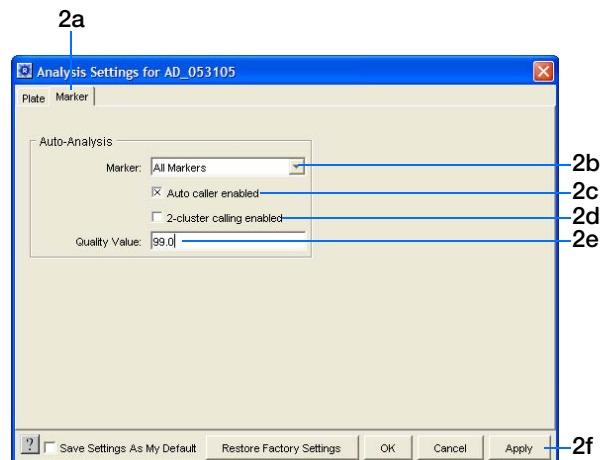 2a
Analysis Settings for AD_053105
Plate Marker
Auto-Analysis
Marker: All Markers 2b
Auto caller enabled 2c
2-cluster calling enabled 2d
Quality Value: 99.0 2e
? Save Settings As My Default Restore Factory Settings OK Cancel Apply 2f